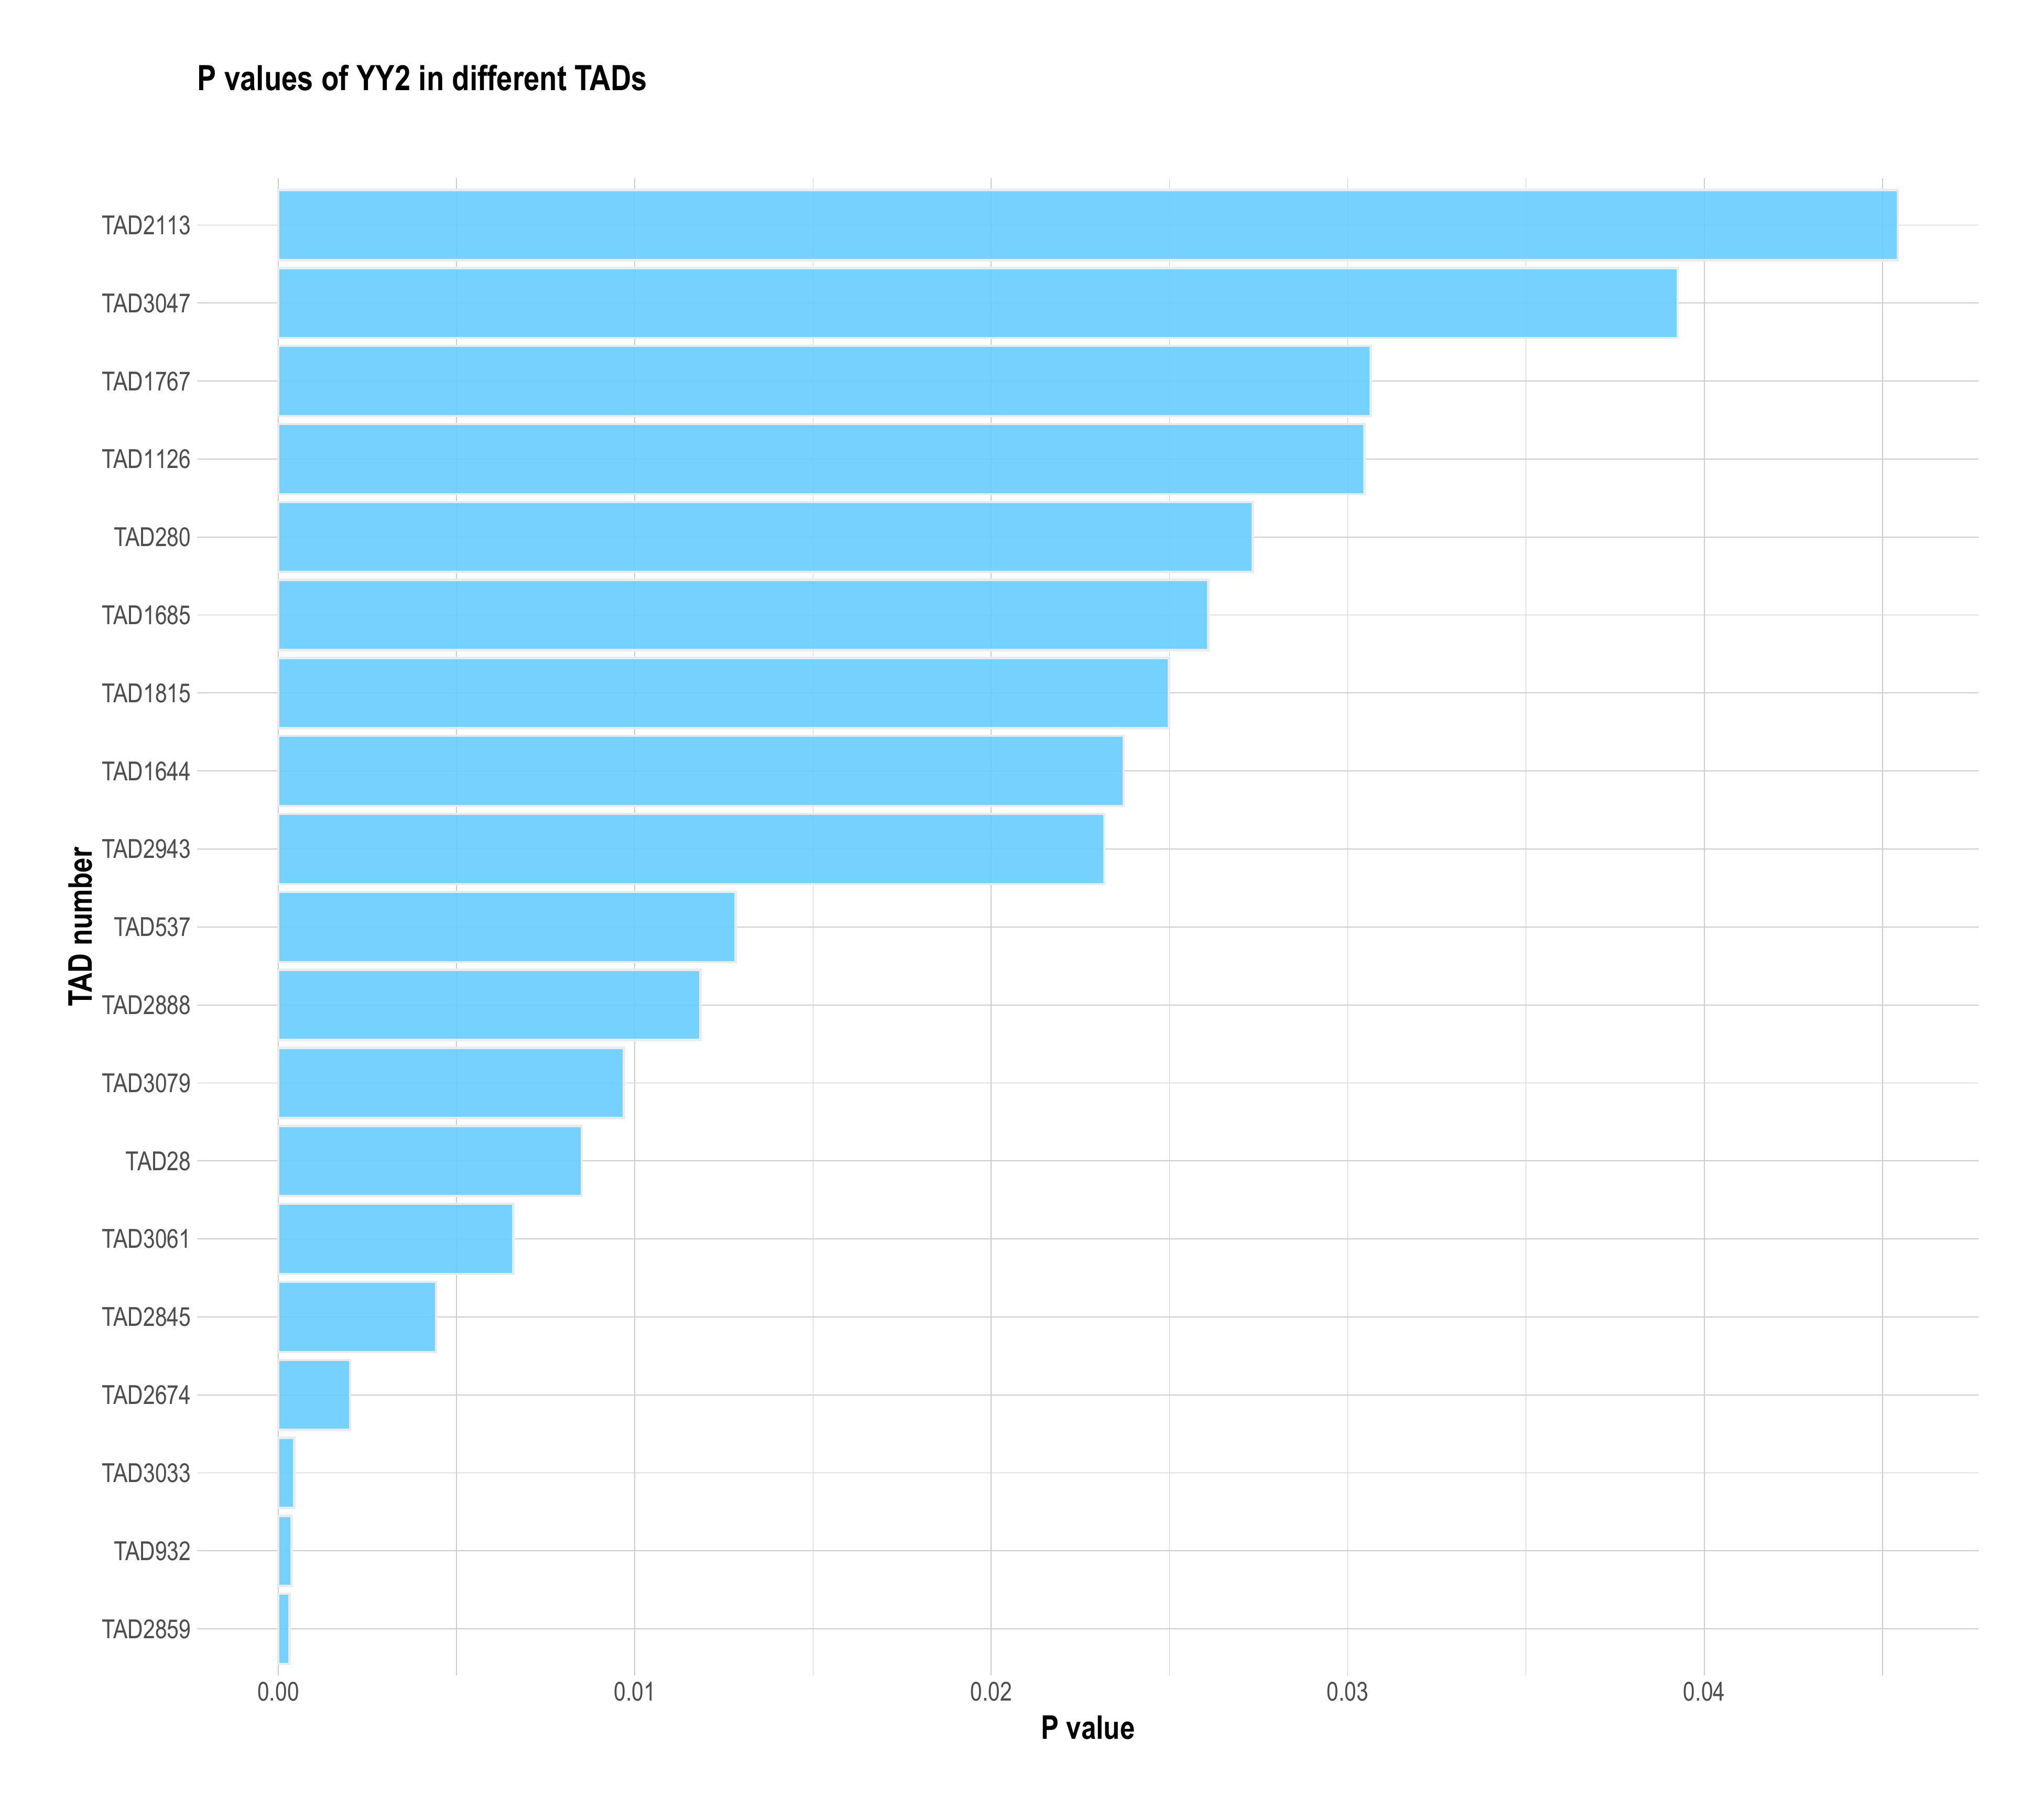 P values of YY2 in different TADs
TAD number
TAD2113
TAD3047
TAD1767
TAD1126
TAD280
TAD1685
TAD1815
TAD1644
TAD2943
TAD537
TAD2888
TAD3079
TAD28
TAD3061
TAD2845
TAD2674
TAD3033
TAD932
TAD2859
0.00 0.01 0.02 0.03 0.04
P value